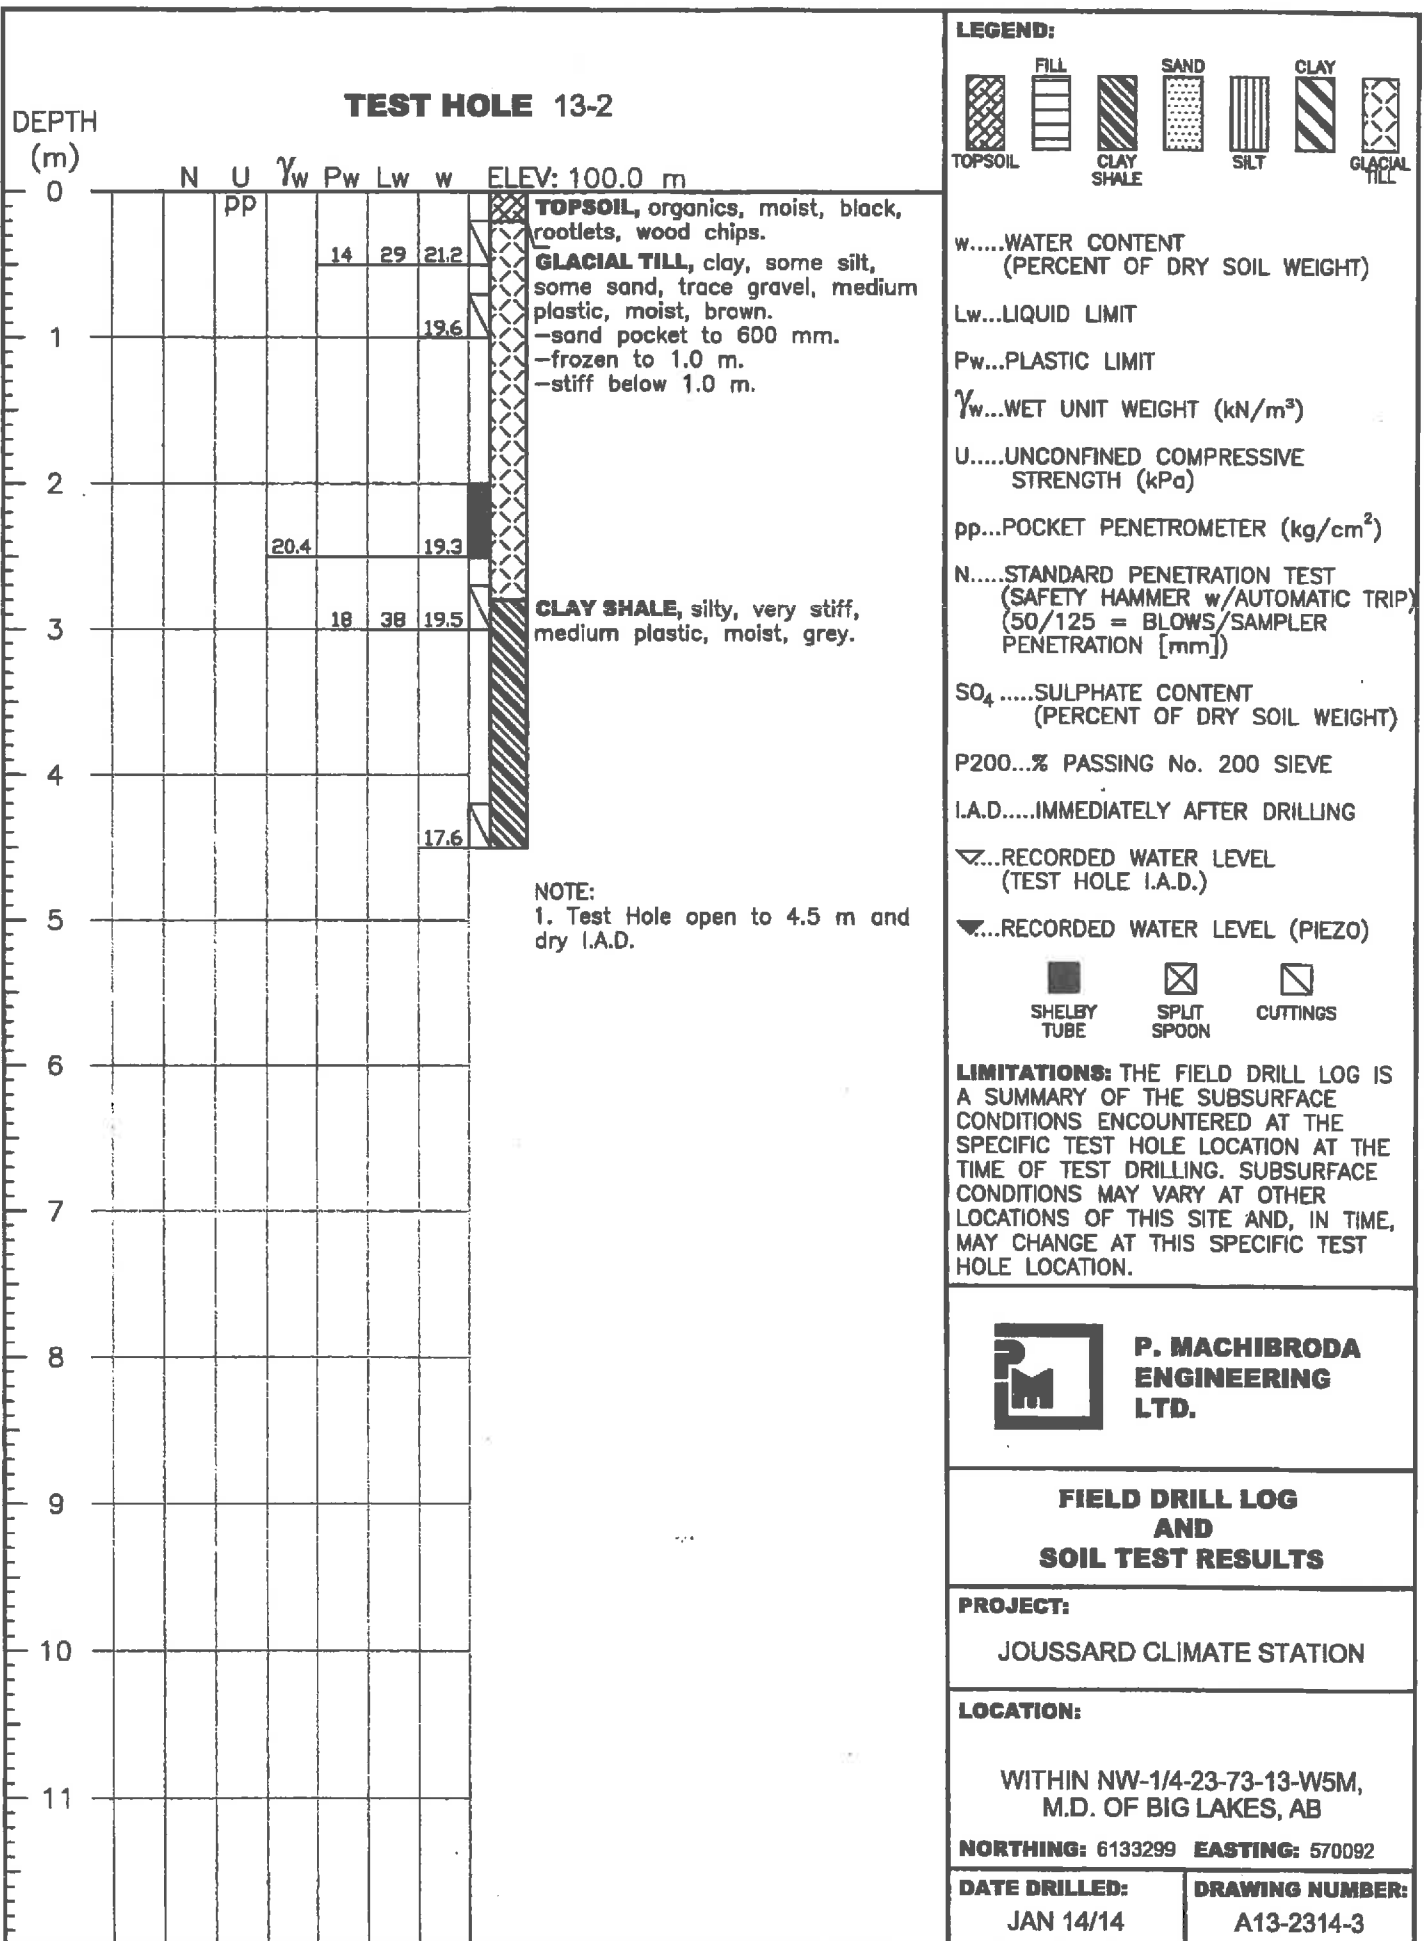 TEST HOLE 13-2
DEPTH
(m)
N U γw Pw Lw w ELEV: 100.0 m
0
pp
TOPSOIL, organics, moist, black,
rootlets, wood chips.
14 29 21.2
GLACIAL TILL, clay, some silt,
some sand, trace gravel, medium
plastic, moist, brown.
19.6
-sand pocket to 600 mm.
1
-frozen to 1.0 m.
-stiff below 1.0 m.
2
20.4 19.3
CLAY SHALE, silty, very stiff,
18 38 19.5
medium plastic, moist, grey.
3
4
17.6
NOTE:
1. Test Hole open to 4.5 m and
dry I.A.D.
5
6
7
8
9
10
11
LEGEND:
FILL SAND CLAY
TOPSOIL CLAY SHALE SILT GLACIAL TILL
w.....WATER CONTENT
(PERCENT OF DRY SOIL WEIGHT)
Lw...LIQUID LIMIT
Pw...PLASTIC LIMIT
γw...WET UNIT WEIGHT (kN/m³)
U.....UNCONFINED COMPRESSIVE
STRENGTH (kPa)
pp...POCKET PENETROMETER (kg/cm²)
N.....STANDARD PENETRATION TEST
(SAFETY HAMMER w/AUTOMATIC TRIP)
(50/125 = BLOWS/SAMPLER
PENETRATION [mm])
SO₄.....SULPHATE CONTENT
(PERCENT OF DRY SOIL WEIGHT)
P200...% PASSING No. 200 SIEVE
I.A.D.....IMMEDIATELY AFTER DRILLING
...RECORDED WATER LEVEL
(TEST HOLE I.A.D.)
...RECORDED WATER LEVEL (PIEZO)
SHELBY TUBE SPLIT SPOON CUTTINGS
LIMITATIONS: THE FIELD DRILL LOG IS
A SUMMARY OF THE SUBSURFACE
CONDITIONS ENCOUNTERED AT THE
SPECIFIC TEST HOLE LOCATION AT THE
TIME OF TEST DRILLING. SUBSURFACE
CONDITIONS MAY VARY AT OTHER
LOCATIONS OF THIS SITE AND, IN TIME,
MAY CHANGE AT THIS SPECIFIC TEST
HOLE LOCATION.
PM
P. MACHIBRODA
ENGINEERING
LTD.
FIELD DRILL LOG
AND
SOIL TEST RESULTS
PROJECT:
JOUSSARD CLIMATE STATION
LOCATION:
WITHIN NW-1/4-23-73-13-W5M,
M.D. OF BIG LAKES, AB
NORTHING: 6133299 EASTING: 570092
DATE DRILLED:
JAN 14/14
DRAWING NUMBER:
A13-2314-3